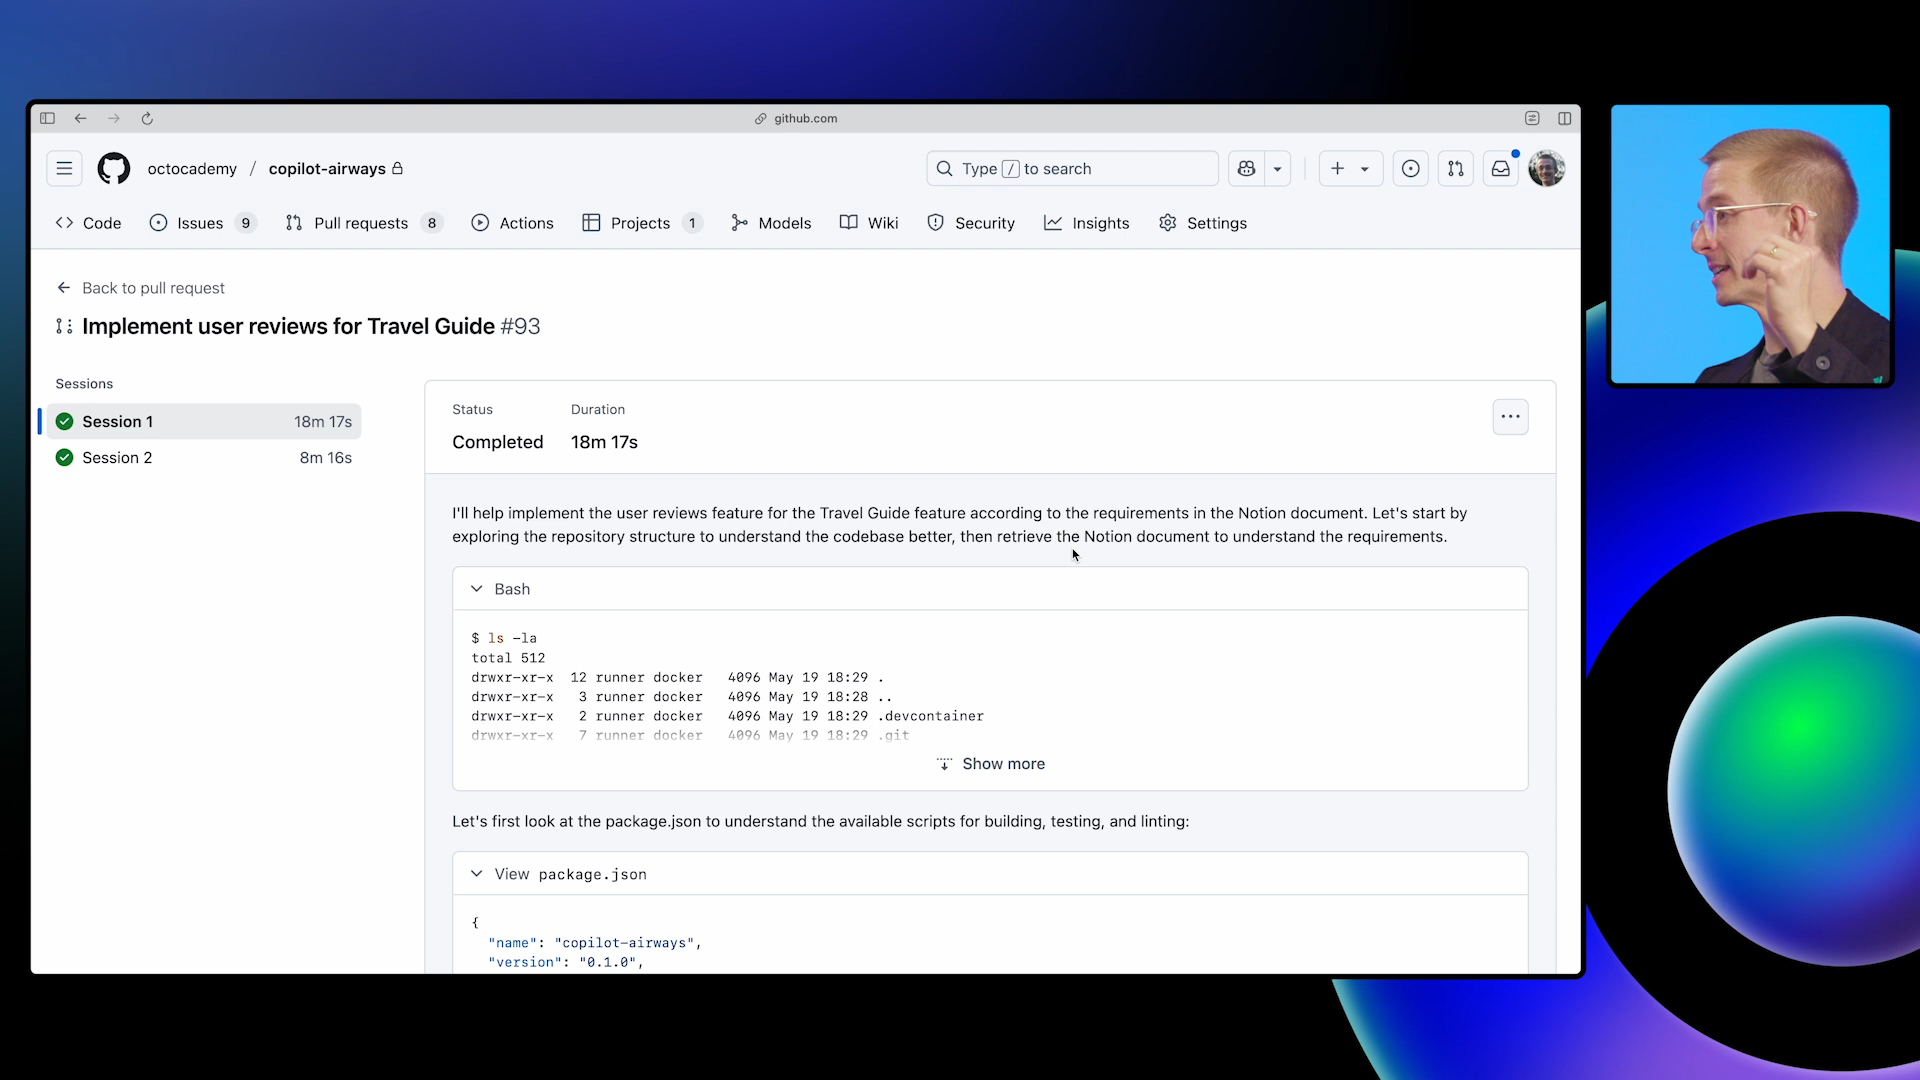 github.com
octocademy / copilot-airways
Type / to search
Code
Issues 9
Pull requests 8
Actions
Projects 1
Models
Wiki
Security
Insights
Settings
Back to pull request
Implement user reviews for Travel Guide #93
Sessions
Session 1 18m 17s
Session 2 8m 16s
Status Duration
Completed 18m 17s
I'll help implement the user reviews feature for the Travel Guide feature according to the requirements in the Notion document. Let's start by
exploring the repository structure to understand the codebase better, then retrieve the Notion document to understand the requirements.
Bash
$ ls -la
total 512
drwxr-xr-x 12 runner docker 4096 May 19 18:29 .
drwxr-xr-x 3 runner docker 4096 May 19 18:28 ..
drwxr-xr-x 2 runner docker 4096 May 19 18:29 .devcontainer
drwxr-xr-x 7 runner docker 4096 May 19 18:29 .git
Show more
Let's first look at the package.json to understand the available scripts for building, testing, and linting:
View package.json
{
"name": "copilot-airways",
"version": "0.1.0",